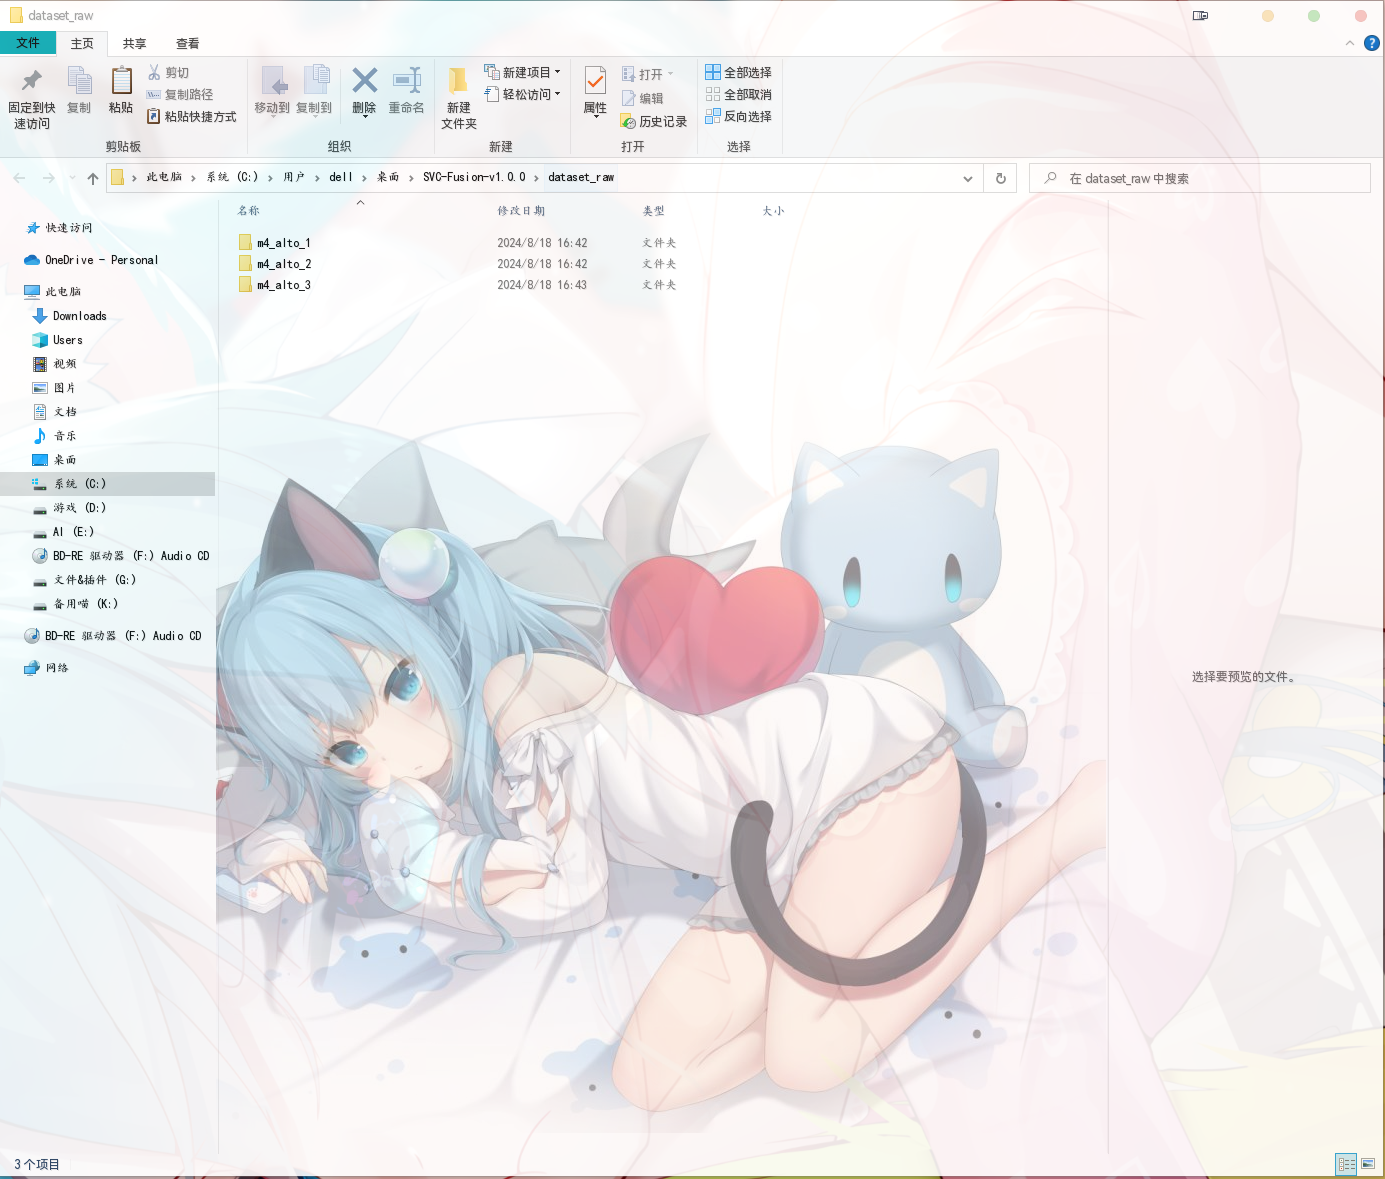 dataset_raw
文件 主页 共享 查看
固定到快速访问
复制
粘贴
剪切
复制路径
粘贴快捷方式
剪贴板
移动到
复制到
删除
重命名
组织
新建文件夹
新建项目
轻松访问
新建
属性
打开
编辑
历史记录
打开
全部选择
全部取消
反向选择
选择
此电脑 系统 (C:) 用户 dell 桌面 SVC-Fusion-v1.0.0 dataset_raw
在 dataset_raw 中搜索
名称 修改日期 类型 大小
m4_alto_1 2024/8/18 16:42 文件夹
m4_alto_2 2024/8/18 16:42 文件夹
m4_alto_3 2024/8/18 16:43 文件夹
快速访问
OneDrive - Personal
此电脑
Downloads
Users
视频
图片
文档
音乐
桌面
系统 (C:)
游戏 (D:)
AI (E:)
BD-RE 驱动器 (F:) Audio CD
文件&插件 (G:)
备用喵 (K:)
BD-RE 驱动器 (F:) Audio CD
网络
选择要预览的文件。
3 个项目